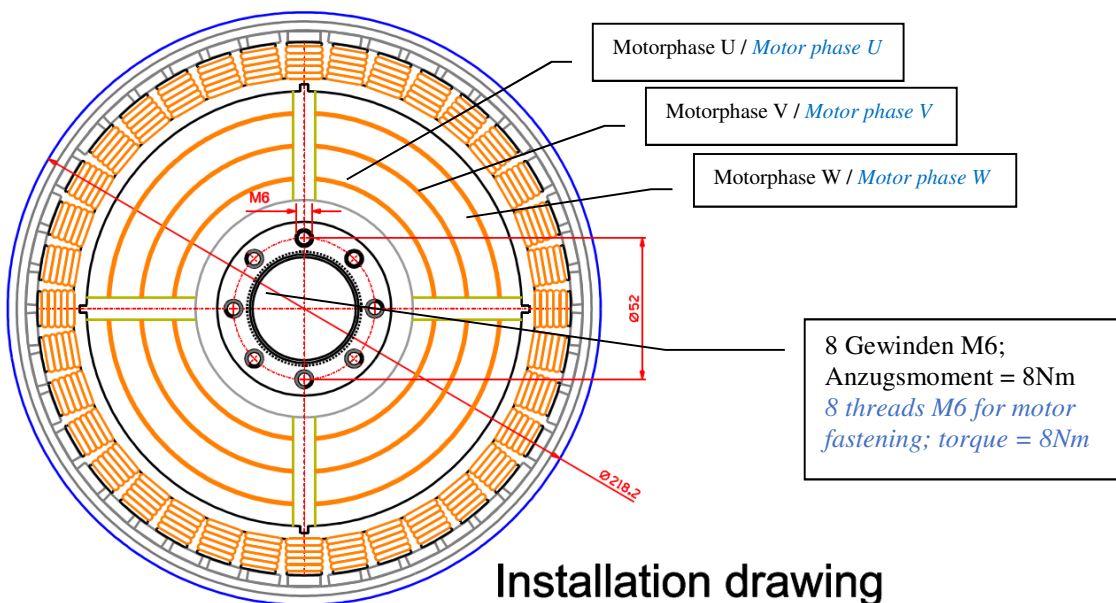 Motorphase U / Motor phase U
Motorphase V / Motor phase V
Motorphase W / Motor phase W
M6
Ø52
8 Gewinden M6;
Anzugsmoment = 8Nm
8 threads M6 for motor
fastening; torque = 8Nm
Ø218,2
Installation drawing